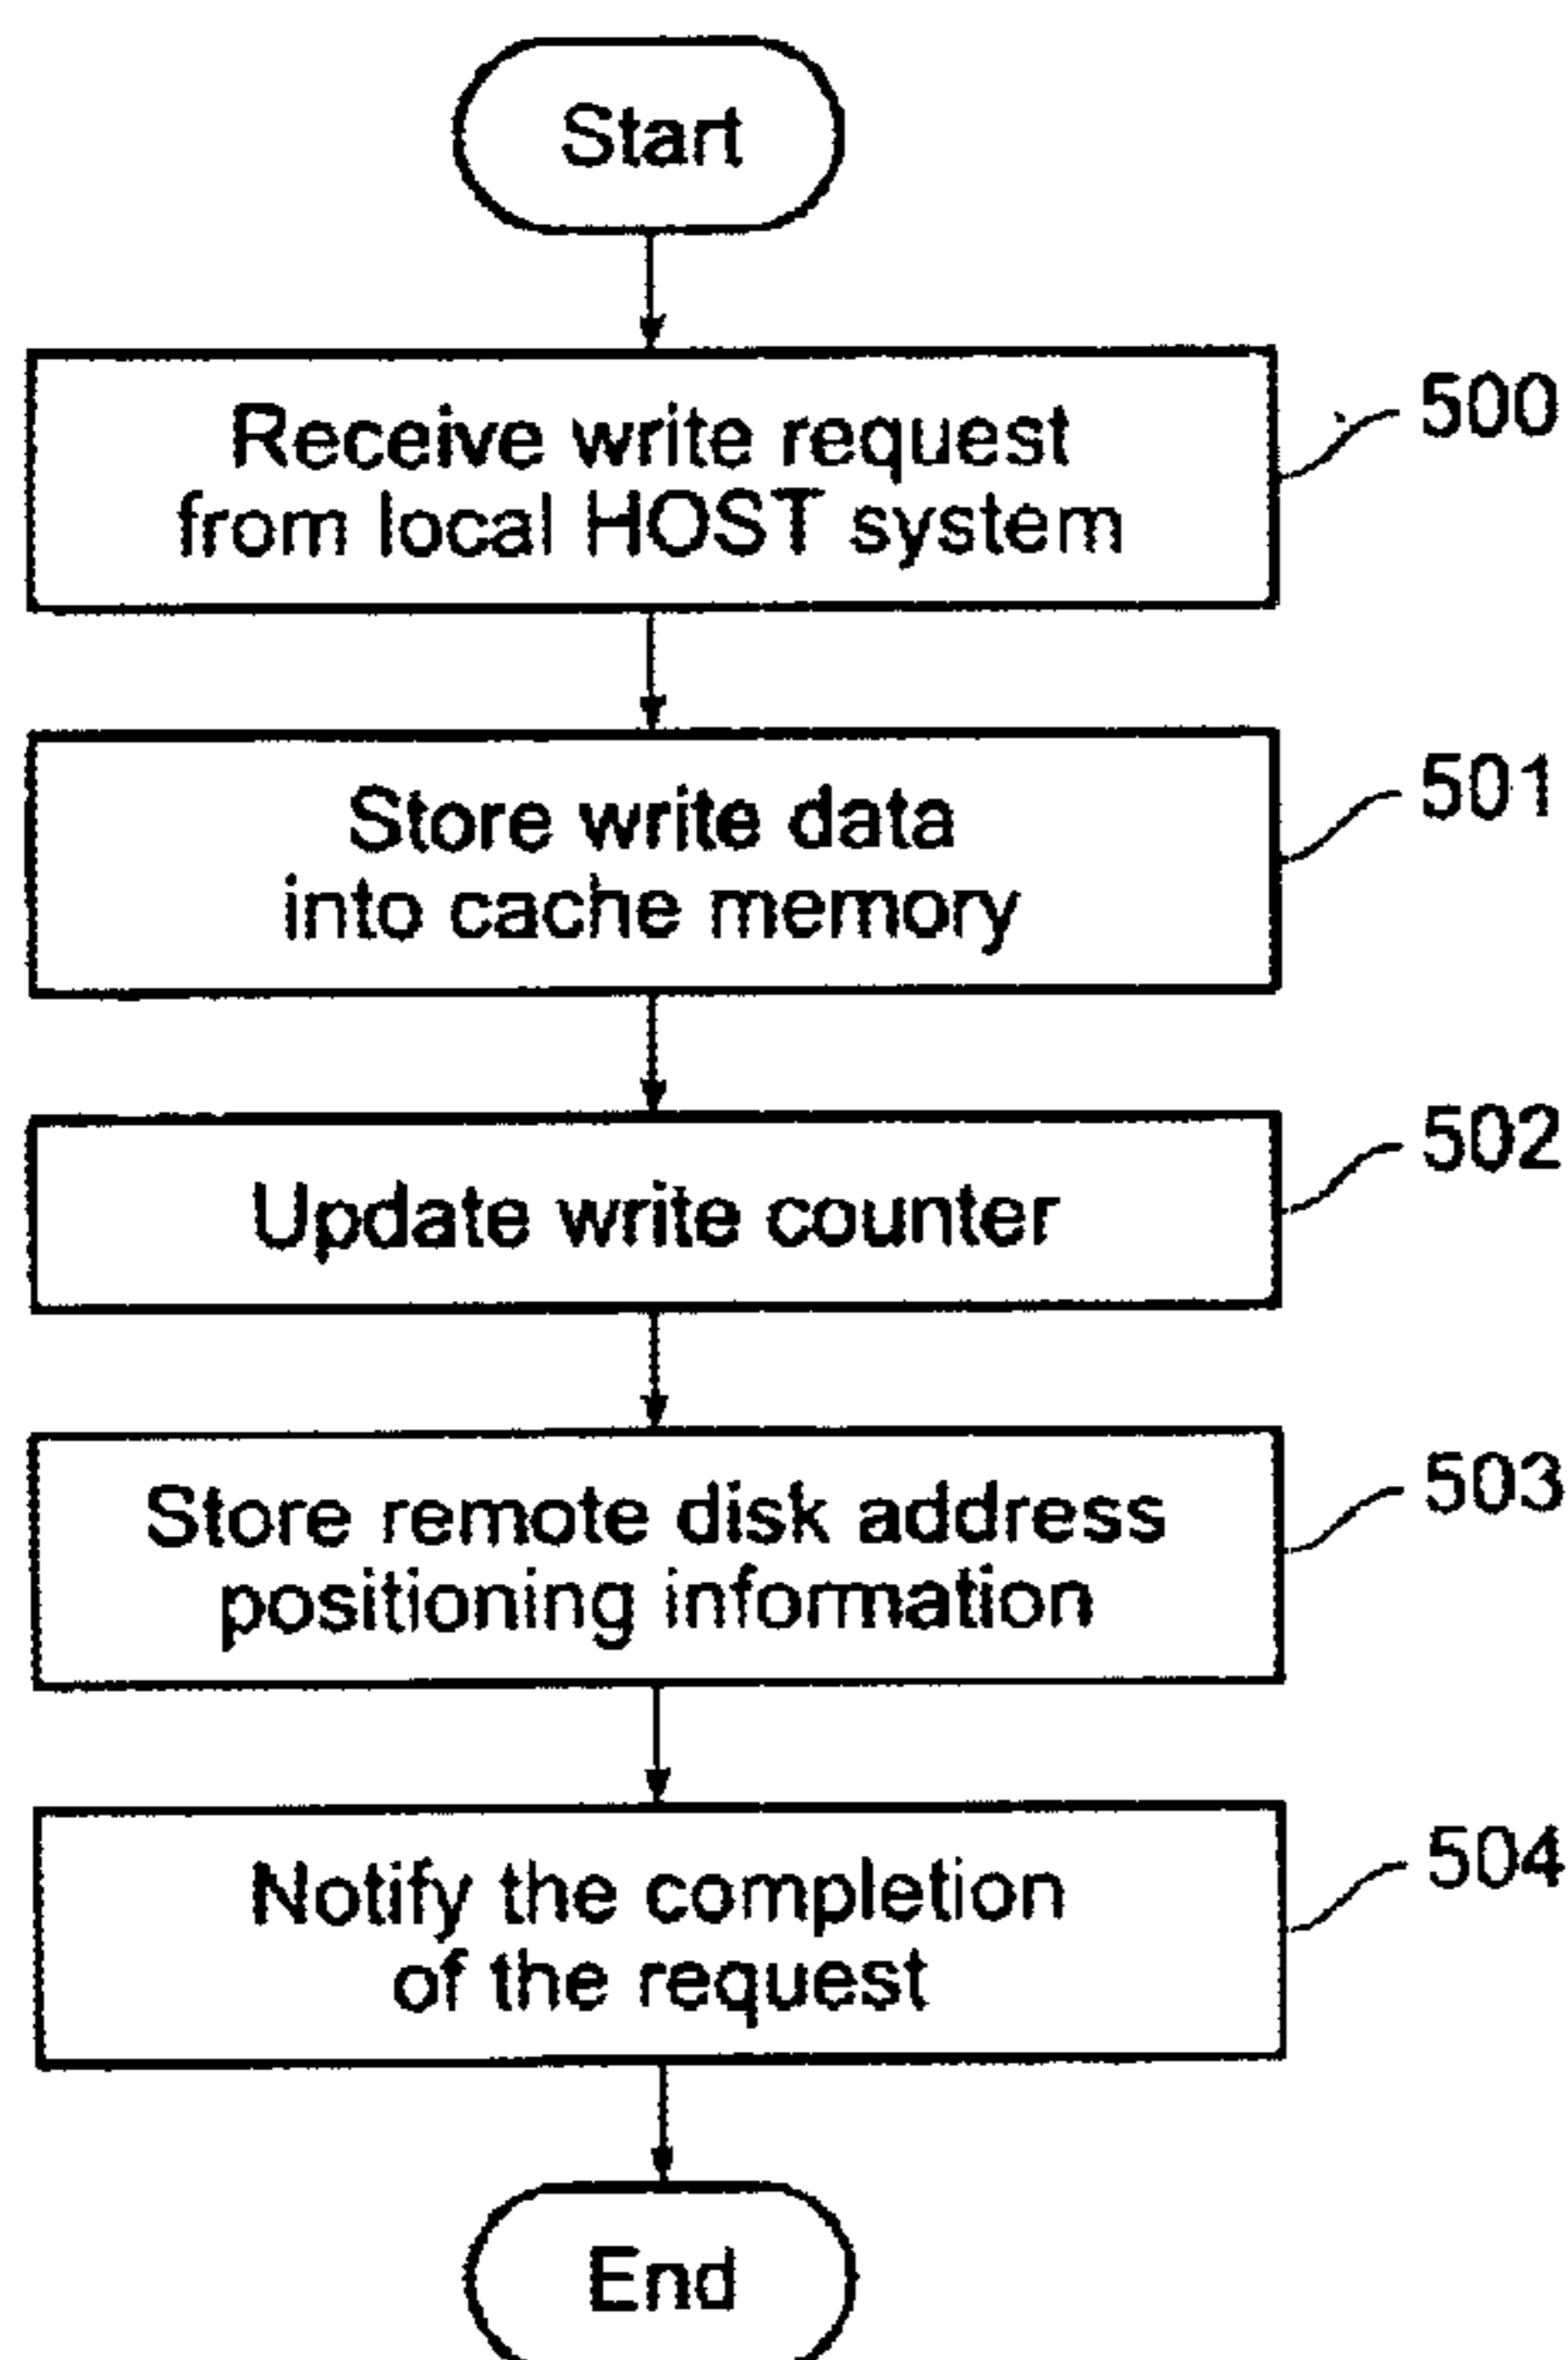 Start
Receive write request
from local HOST system
500
Store write data
into cache memory
501
Update write counter
502
Store remote disk address
positioning information
503
Notify the completion
of the request
504
End